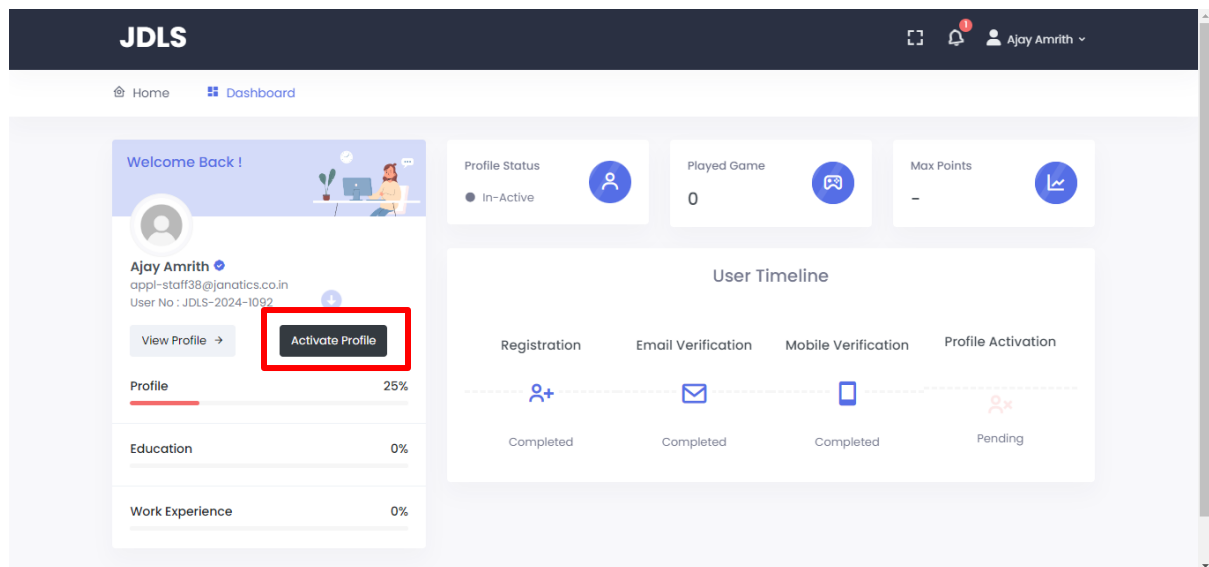 JDLS
1
Ajay Amrith
Home
Dashboard
Welcome Back !
Ajay Amrith
appl-staff38@janatics.co.in
User No : JDLS-2024-1092
View Profile →
Activate Profile
Profile 25%
Education 0%
Work Experience 0%
Profile Status
In-Active
Played Game
0
Max Points
-
User Timeline
Registration
Completed
Email Verification
Completed
Mobile Verification
Completed
Profile Activation
Pending